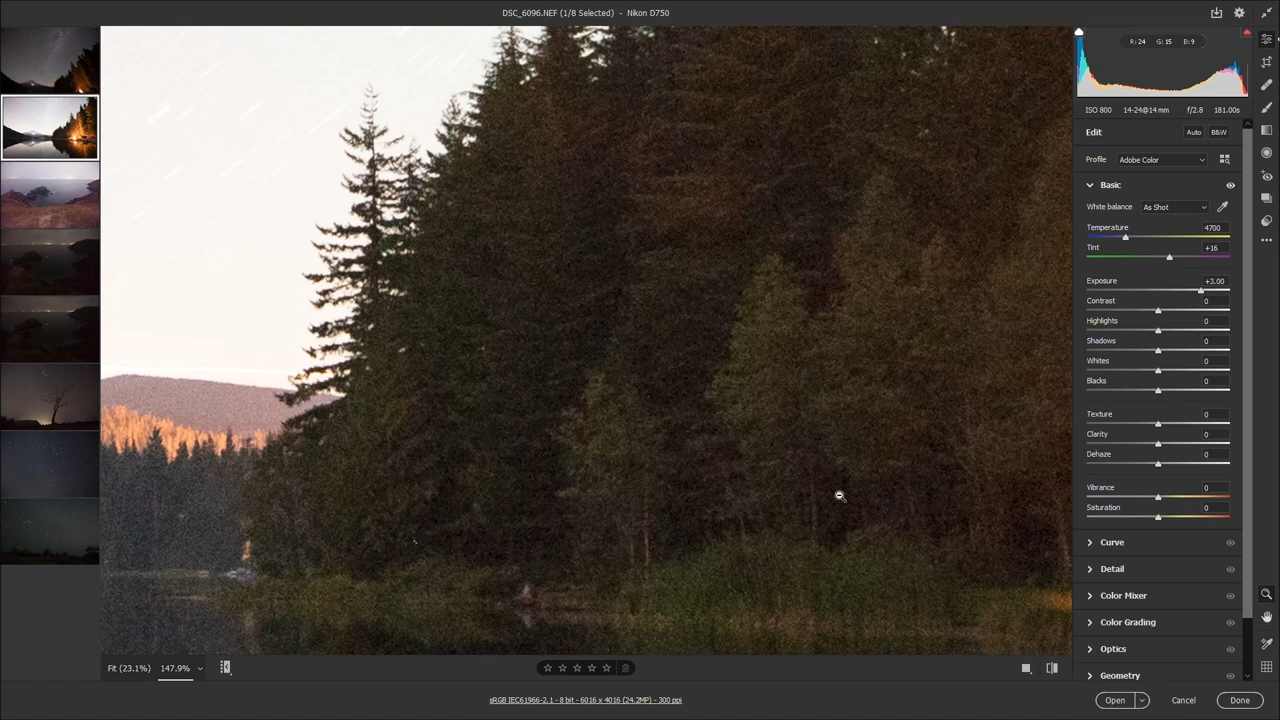 DSC_6096.NEF (1/8 Selected) - Nikon D750
R: 24 G: 15 B: 9
ISO 800 14-24@14 mm f/2.8 181.00s
Edit Auto B&W
Profile Adobe Color
Basic
White balance As Shot
Temperature 4700
Tint +16
Exposure +3.00
Contrast 0
Highlights 0
Shadows 0
Whites 0
Blacks 0
Texture 0
Clarity 0
Dehaze 0
Vibrance 0
Saturation 0
Curve
Detail
Color Mixer
Color Grading
Optics
Geometry
Fit (23.1%) 147.9%
sRGB IEC61966-2.1 - 8 bit - 6016 x 4016 (24.2MP) - 300 ppi
Open Cancel Done